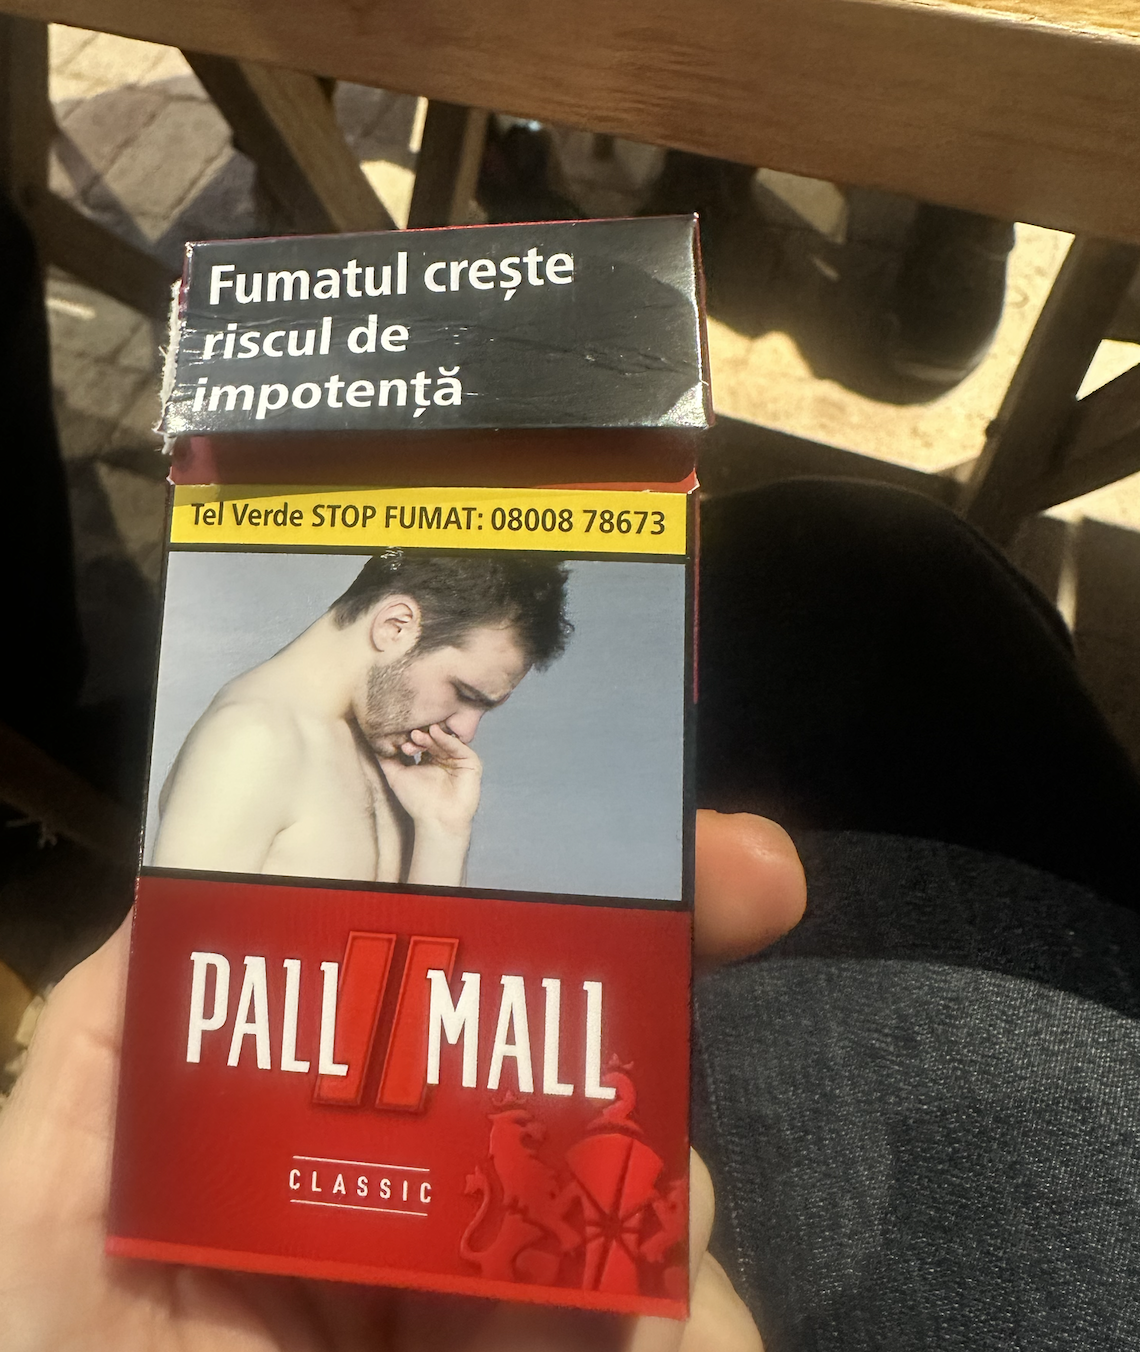 Fumatul crește
riscul de
impotență
Tel Verde STOP FUMAT: 08008 78673
PALL MALL
CLASSIC